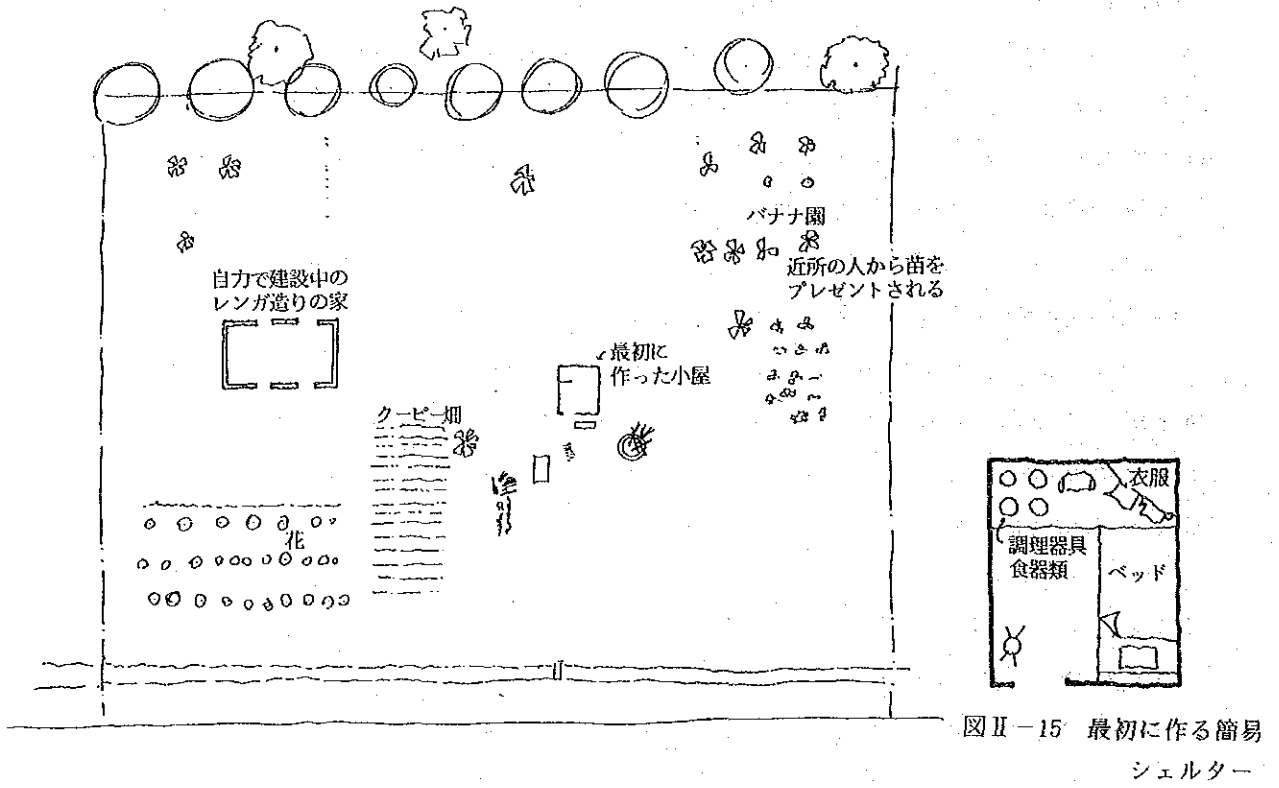 バナナ園
近所の人から苗を
プレゼントされる
自力で建設中の
レンガ造りの家
最初に
作った小屋
クーピー畑
花
衣服
調理器具
食器類
ベッド
図Ⅱ-15 最初に作る簡易
シェルター